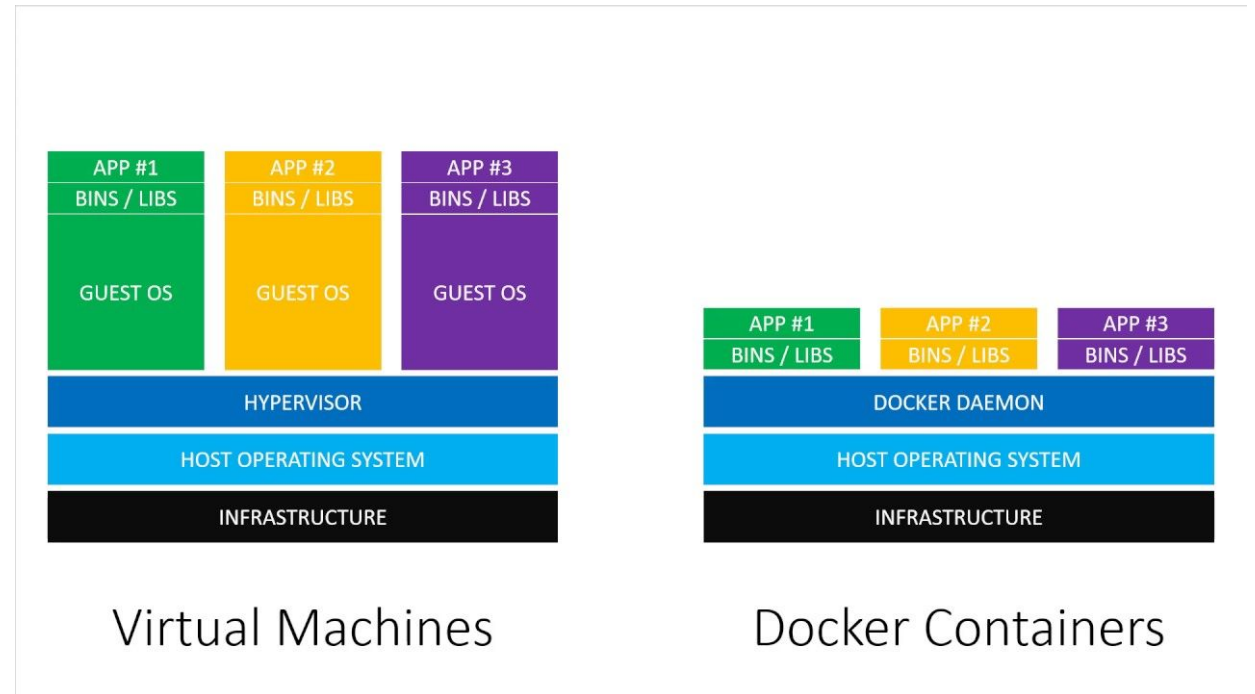 APP #1
BINS / LIBS
GUEST OS
APP #2
BINS / LIBS
GUEST OS
APP #3
BINS / LIBS
GUEST OS
HYPERVISOR
HOST OPERATING SYSTEM
INFRASTRUCTURE
Virtual Machines
APP #1
BINS / LIBS
APP #2
BINS / LIBS
APP #3
BINS / LIBS
DOCKER DAEMON
HOST OPERATING SYSTEM
INFRASTRUCTURE
Docker Containers